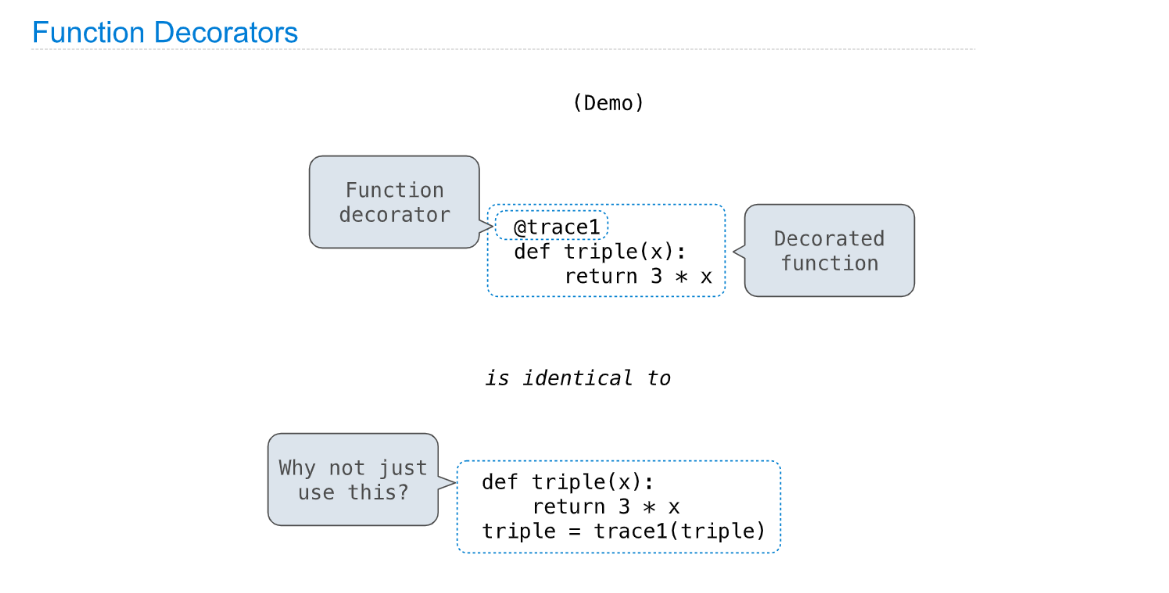 Function Decorators
(Demo)
Function
decorator
@trace1
def triple(x):
    return 3 * x
Decorated
function
is identical to
Why not just
use this?
def triple(x):
    return 3 * x
triple = trace1(triple)